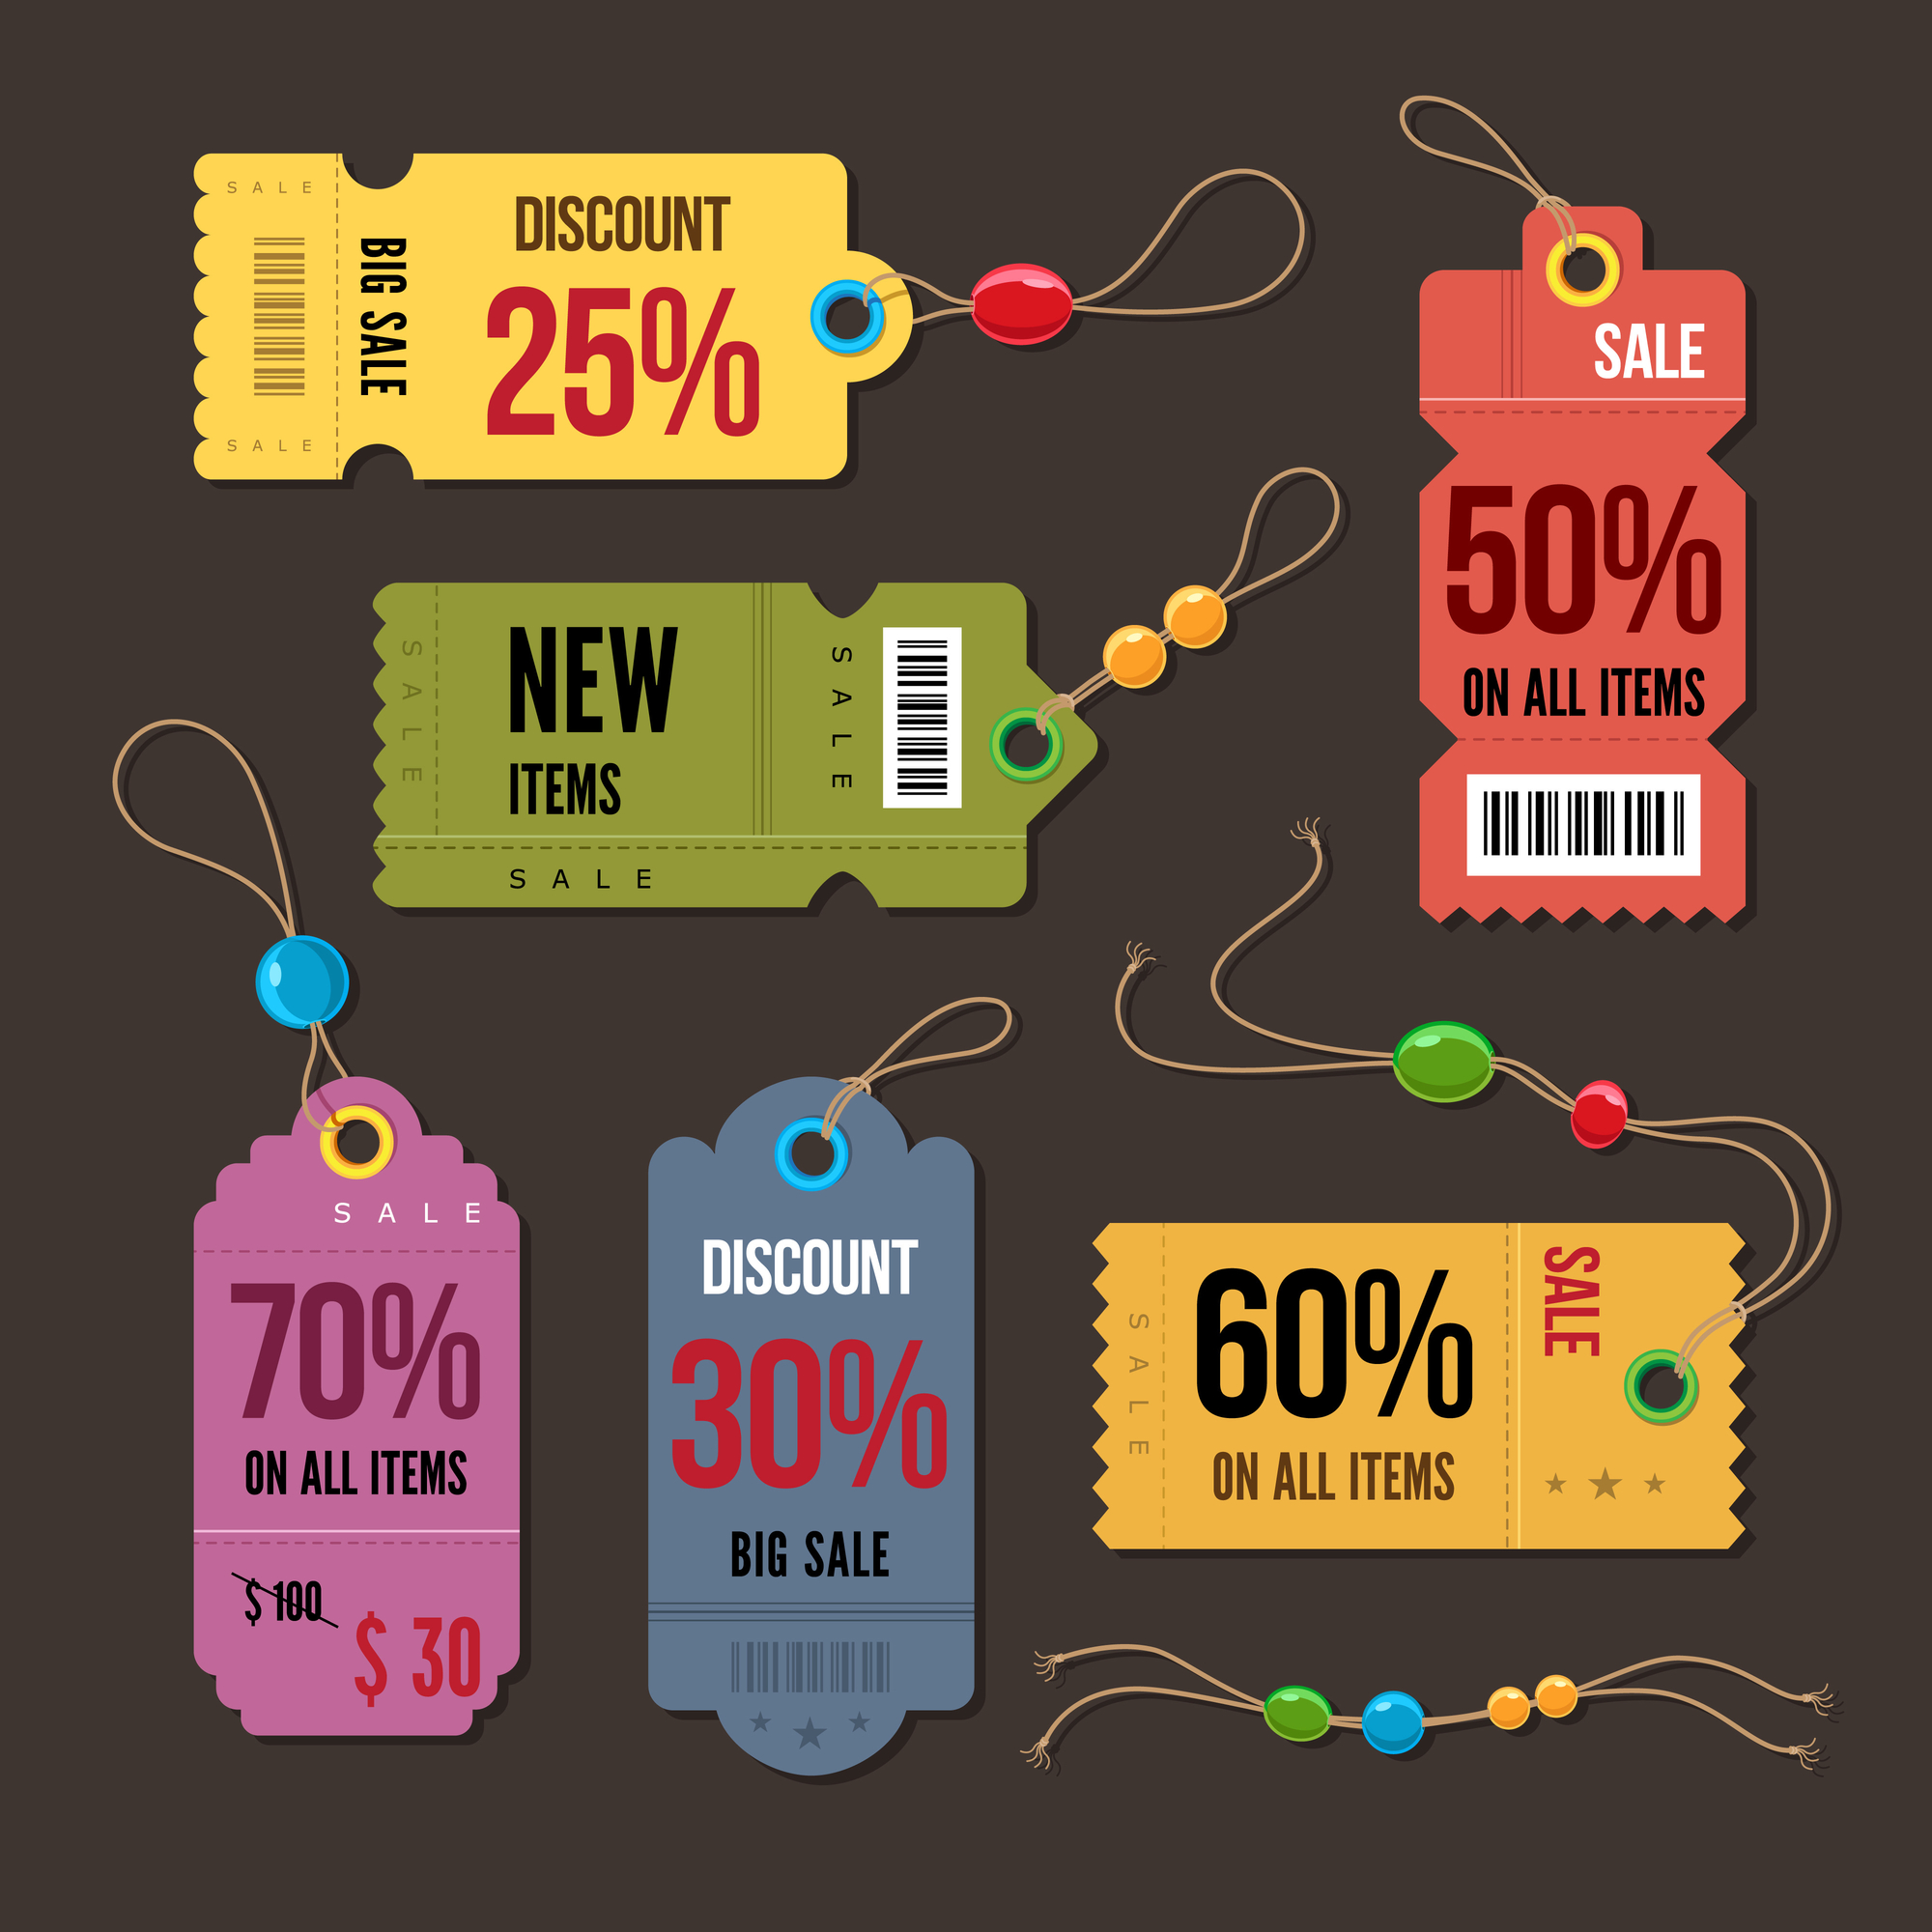 SALE
SALE
BIG SALE
DISCOUNT
25%
SALE
50%
ON ALL ITEMS
SALE
NEW
ITEMS
SALE
SALE
SALE
70%
ON ALL ITEMS
$ 100
$ 30
DISCOUNT
30%
BIG SALE
SALE
60%
ON ALL ITEMS
SALE